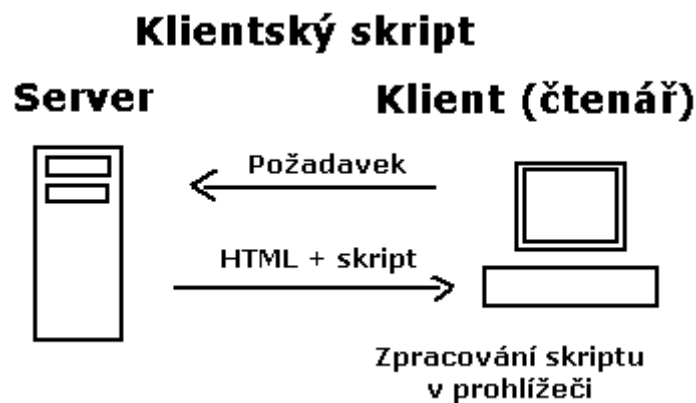 Klientský skript
Server
Klient (čtenář)
Požadavek
HTML + skript
Zpracování skriptu
v prohlížeči